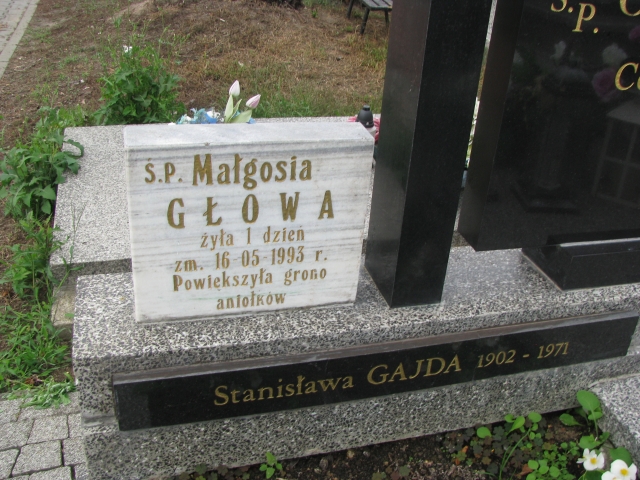 Ś.P. Małgosia
GŁOWA
żyła 1 dzień
zm. 16-05-1993 r.
Powiększyła grono
aniołków
Stanisława GAJDA 1902 - 1971
Ś.P.